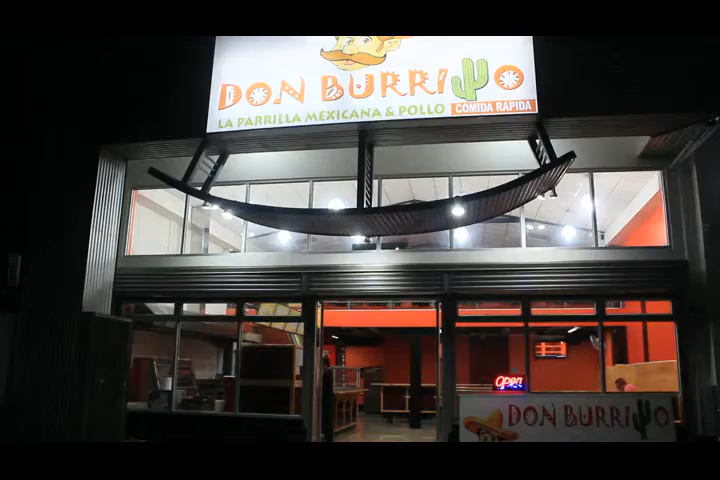 DON BURRITO
LA PARRILLA MEXICANA & POLLO COMIDA RAPIDA
Open
DON BURRITO